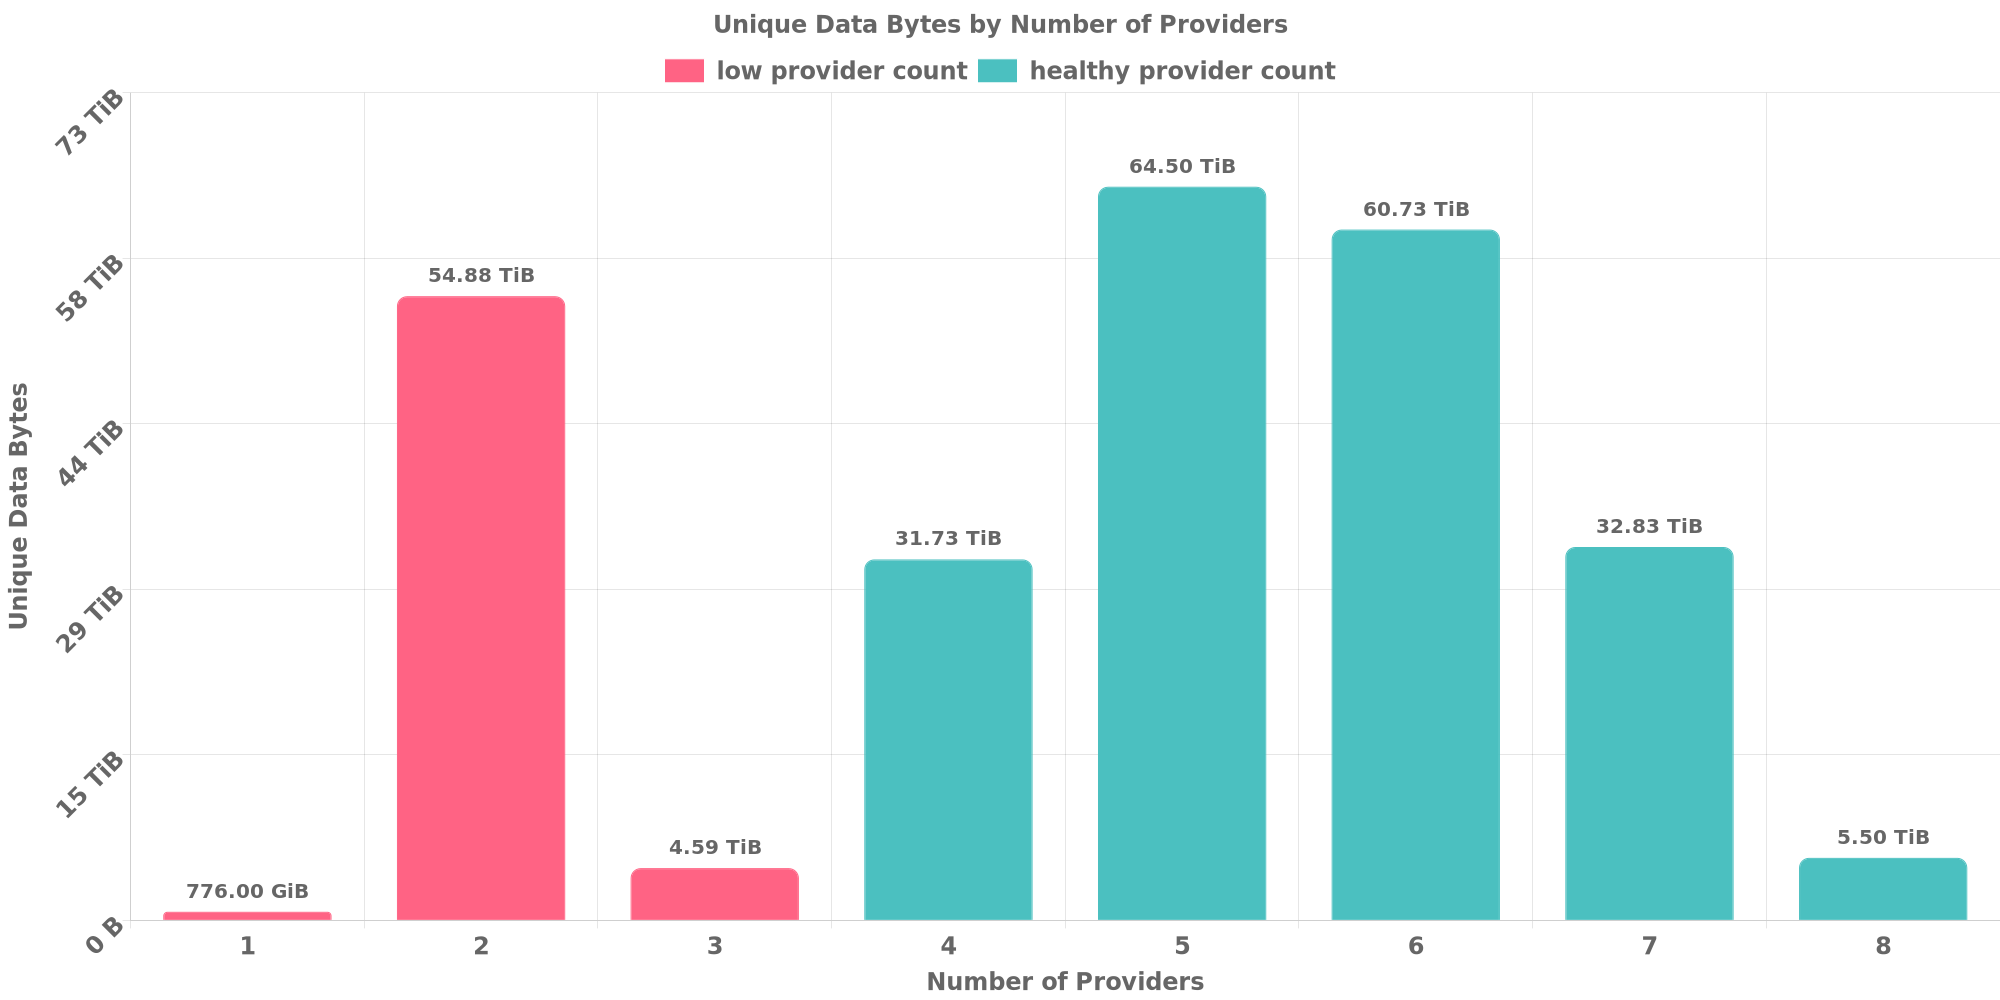 Unique Data Bytes by Number of Providers
low provider count healthy provider count
73 TiB
58 TiB
44 TiB
29 TiB
15 TiB
0 B
Unique Data Bytes
776.00 GiB
54.88 TiB
4.59 TiB
31.73 TiB
64.50 TiB
60.73 TiB
32.83 TiB
5.50 TiB
1 2 3 4 5 6 7 8
Number of Providers